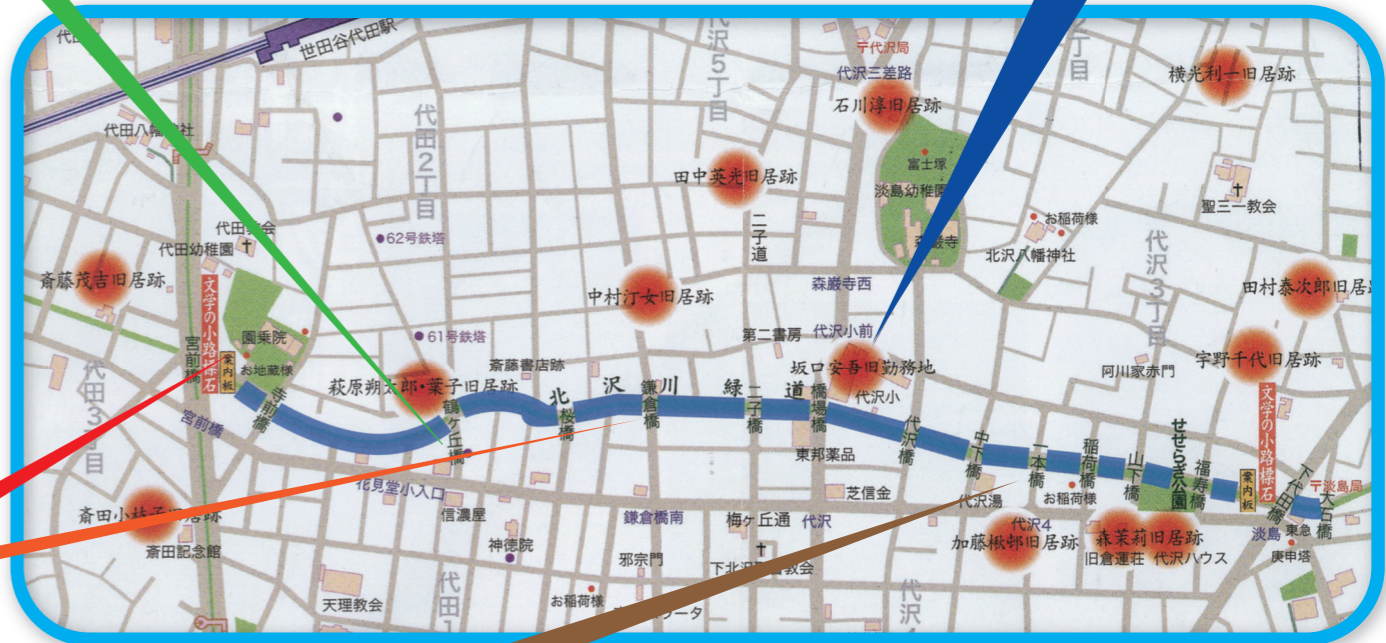 世田谷代田駅
代沢5丁目
〒代沢局
代沢三差路
石川淳旧居跡
横光利一旧居跡
代田八幡神社
代田2丁目
田中英光旧居跡
富士塚
淡島幼稚園
森巌寺
聖三一教会
お稲荷様
北沢八幡神社
代沢3丁目
代田教会
代田幼稚園
62号鉄塔
二子道
斎藤茂吉旧居跡
中村汀女旧居跡
森巌寺西
田村泰次郎旧居
文学の小路標石
案内板
園乗院
お地蔵様
宮前橋
61号鉄塔
第二書房
代沢小前
坂口安吾旧勤務地
代沢小
宇野千代旧居跡
阿川家赤門
代田3丁目
萩原朔太郎・葉子旧居跡
斎藤書店跡
北沢川緑道
寺前橋
宮前橋
鶴ヶ丘橋
桜橋
鎌倉橋
二子橋
橋場橋
代沢橋
中下橋
一本橋
稲荷橋
山下橋
せせらぎ公園
福寿橋
案内板
文学の小路標石
下代田橋
大石橋
〒淡島局
花見堂小入口
東邦薬品
芝信金
代沢湯
お稲荷様
斎田小枝子旧居跡
斎田記念館
信濃屋
鎌倉橋南
梅ヶ丘通
代沢
代沢4
加藤楸邨旧居跡
森茉莉旧居跡
旧倉運荘
代沢ハウス
淡島
東急
庚申塔
神徳院
邪宗門
天理教会
お稲荷様
代田1
代沢